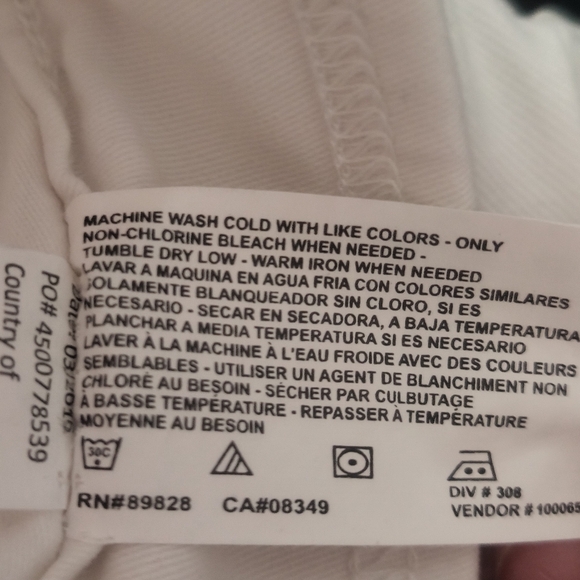 MACHINE WASH COLD WITH LIKE COLORS - ONLY
NON-CHLORINE BLEACH WHEN NEEDED -
TUMBLE DRY LOW - WARM IRON WHEN NEEDED
LAVAR A MAQUINA EN AGUA FRIA CON COLORES SIMILARES
SOLAMENTE BLANQUEADOR SIN CLORO, SI ES
NECESARIO - SECAR EN SECADORA, A BAJA TEMPERATURA
PLANCHAR A MEDIA TEMPERATURA SI ES NECESARIO
LAVER À LA MACHINE À L'EAU FROIDE AVEC DES COULEURS
SEMBLABLES - UTILISER UN AGENT DE BLANCHIMENT NON
CHLORÉ AU BESOIN - SÉCHER PAR CULBUTAGE
À BASSE TEMPÉRATURE - REPASSER À TEMPÉRATURE
MOYENNE AU BESOIN
30C
RN#89828 CA#08349
DIV # 308
VENDOR # 100065
PO# 4500778539
Country of